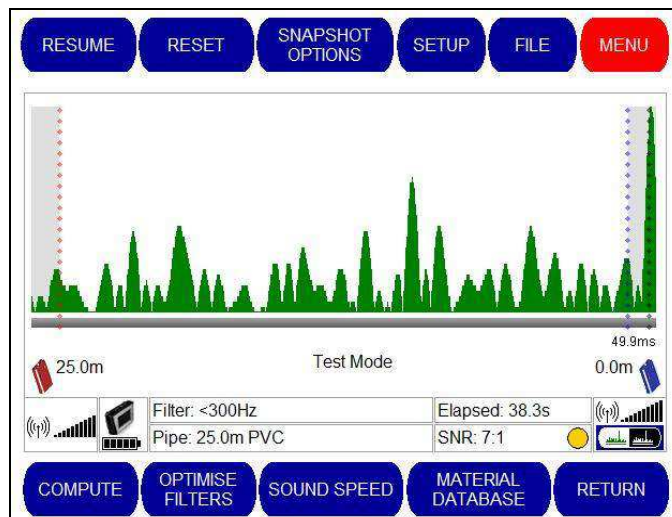 RESUME
RESET
SNAPSHOT
OPTIONS
SETUP
FILE
MENU
49.9ms
25.0m
Test Mode
0.0m
Filter: <300Hz
Elapsed: 38.3s
Pipe: 25.0m PVC
SNR: 7:1
COMPUTE
OPTIMISE
FILTERS
SOUND SPEED
MATERIAL
DATABASE
RETURN